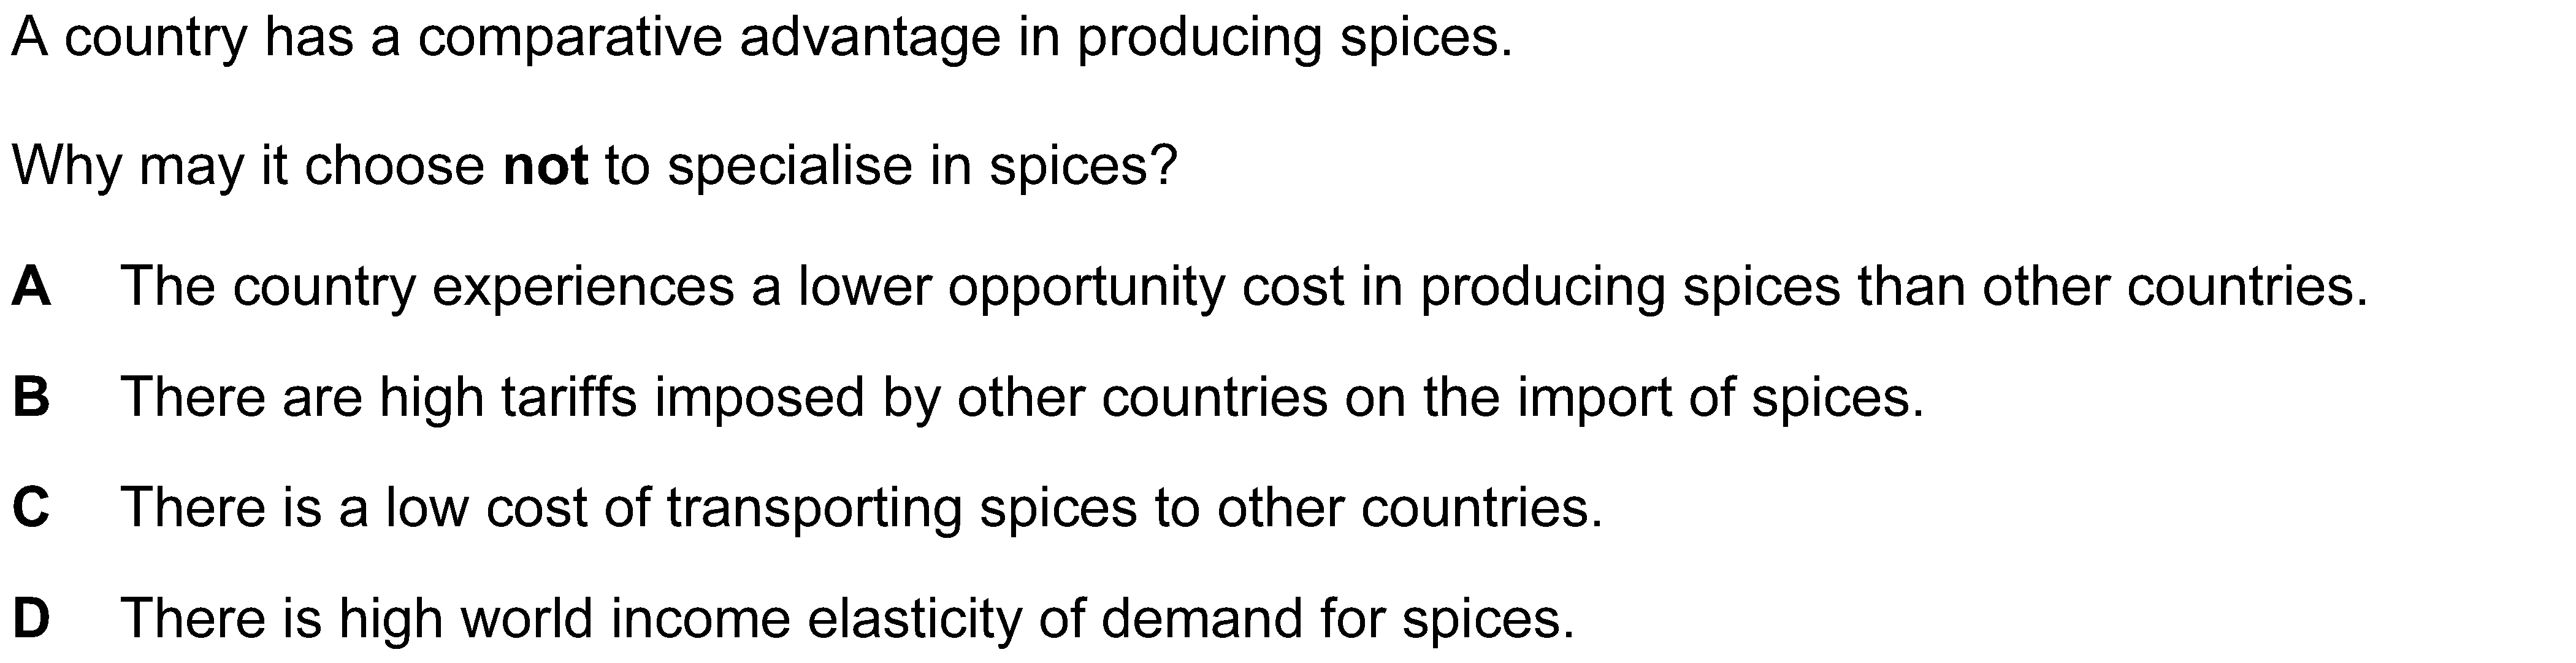 A country has a comparative advantage in producing spices.
Why may it choose not to specialise in spices?
A The country experiences a lower opportunity cost in producing spices than other countries.
B There are high tariffs imposed by other countries on the import of spices.
C There is a low cost of transporting spices to other countries.
D There is high world income elasticity of demand for spices.